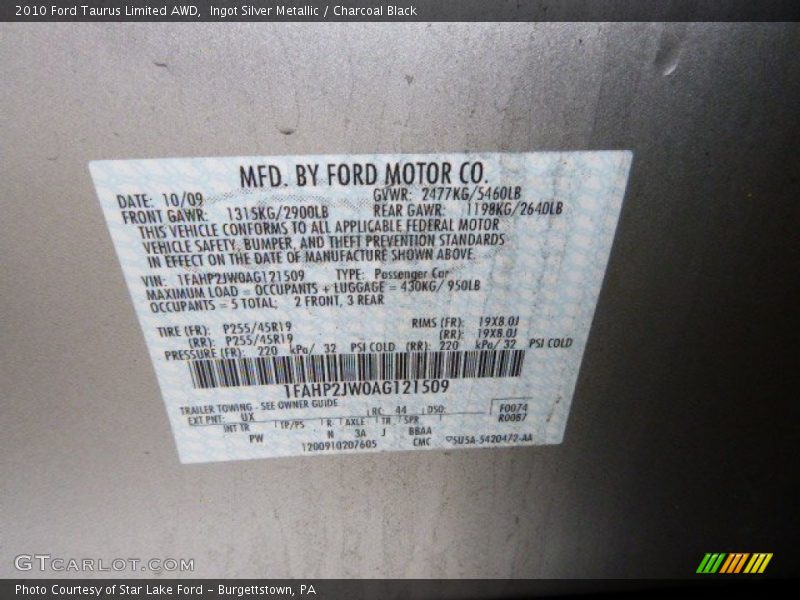 2010 Ford Taurus Limited AWD, Ingot Silver Metallic / Charcoal Black
MFD. BY FORD MOTOR CO.
DATE: 10/09 GVWR: 2477KG/5460LB
FRONT GAWR: 1315KG/2900LB REAR GAWR: 1198KG/2640LB
THIS VEHICLE CONFORMS TO ALL APPLICABLE FEDERAL MOTOR
VEHICLE SAFETY, BUMPER, AND THEFT PREVENTION STANDARDS
IN EFFECT ON THE DATE OF MANUFACTURE SHOWN ABOVE.
VIN: 1FAHP2JW0AG121509 TYPE: Passenger Car
MAXIMUM LOAD = OCCUPANTS + LUGGAGE = 430KG/ 950LB
OCCUPANTS = 5 TOTAL; 2 FRONT, 3 REAR
TIRE (FR): P255/45R19 RIMS (FR): 19X8.0J
(RR): P255/45R19 (RR): 19X8.0J
PRESSURE (FR): 220 kPa/ 32 PSI COLD (RR): 220 kPa/ 32 PSI COLD
1FAHP2JW0AG121509
TRAILER TOWING - SEE OWNER GUIDE RC: 44 DSO: F0074
EXT PNT: UX R0087
INT TR TP/PS R AXLE TR SPR
PW N 3A J BBAA
1200910207605 CMC
GTCARLOT.COM
Photo Courtesy of Star Lake Ford - Burgettstown, PA